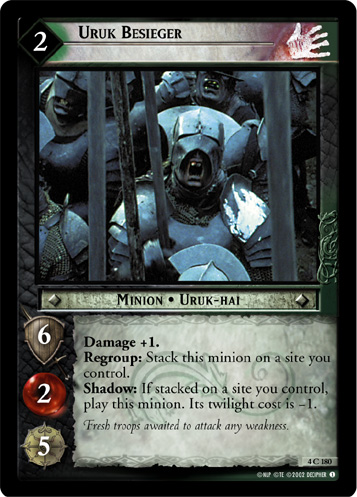 2
URUK BESIEGER
MINION • URUK-HAI
6
Damage +1.
Regroup: Stack this minion on a site you
control.
2
Shadow: If stacked on a site you control,
play this minion. Its twilight cost is –1.
5
Fresh troops awaited to attack any weakness.
4 C 180
©NLP ©TE ©2002 DECIPHER